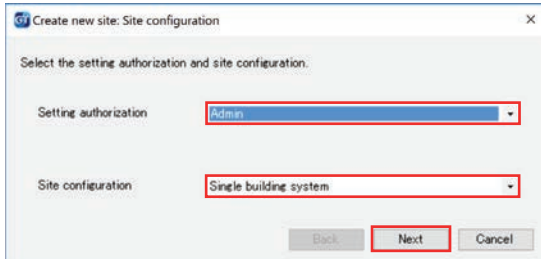 GT Create new site: Site configuration
Select the setting authorization and site configuration.
Setting authorization Admin
Site configuration Single building system
Back Next Cancel